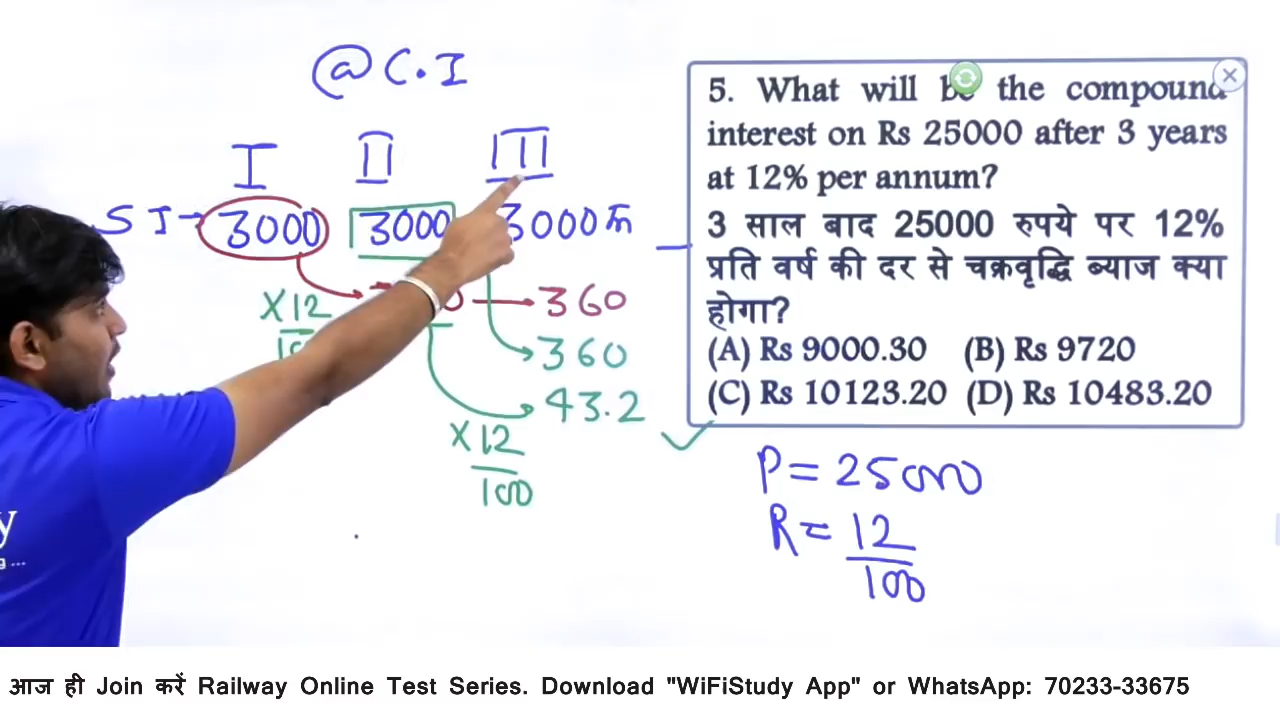 @ C.I
I II III
SI → 3000 3000 3000
× 12
360
360
43.2
× 12
100
5. What will be the compound
interest on Rs 25000 after 3 years
at 12% per annum?
3 साल बाद 25000 रुपये पर 12%
प्रति वर्ष की दर से चक्रवृद्धि ब्याज क्या
होगा?
(A) Rs 9000.30 (B) Rs 9720
(C) Rs 10123.20 (D) Rs 10483.20
P = 25000
R = 12
100
y
आज ही Join करें Railway Online Test Series. Download "WiFiStudy App" or WhatsApp: 70233-33675